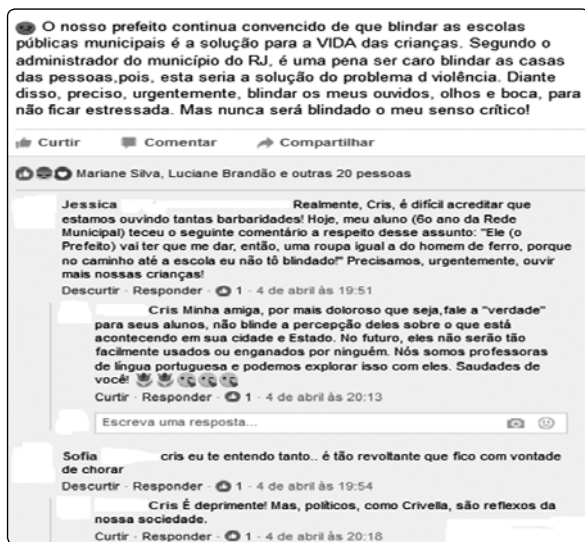 O nosso prefeito continua convencido de que blindar as escolas
públicas municipais é a solução para a VIDA das crianças. Segundo o
administrador do município do RJ, é uma pena ser caro blindar as casas
das pessoas,pois, esta seria a solução do problema d violência. Diante
disso, preciso, urgentemente, blindar os meus ouvidos, olhos e boca, para
não ficar estressada. Mas nunca será blindado o meu senso crítico!
Curtir Comentar Compartilhar
Mariane Silva, Luciane Brandão e outras 20 pessoas
Jessica Realmente, Cris, é difícil acreditar que
estamos ouvindo tantas barbaridades! Hoje, meu aluno (6o ano da Rede
Municipal) teceu o seguinte comentário a respeito desse assunto: "Ele (o
Prefeito) vai ter que me dar, então, uma roupa igual a do homem de ferro, porque
no caminho até a escola eu não tô blindado!" Precisamos, urgentemente, ouvir
mais nossas crianças!
Descurtir · Responder · 1 · 4 de abril às 19:51
Cris Minha amiga, por mais doloroso que seja,fale a "verdade"
para seus alunos, não blinde a percepção deles sobre o que está
acontecendo em sua cidade e Estado. No futuro, eles não serão tão
facilmente usados ou enganados por ninguém. Nós somos professoras
de língua portuguesa e podemos explorar isso com eles. Saudades de
você!
Curtir · Responder · 1 · 4 de abril às 20:13
Escreva uma resposta...
Sofia cris eu te entendo tanto.. é tão revoltante que fico com vontade
de chorar
Descurtir · Responder · 1 · 4 de abril às 19:54
Cris É deprimente! Mas, políticos, como Crivella, são reflexos da
nossa sociedade.
Curtir · Responder · 1 · 4 de abril às 20:18